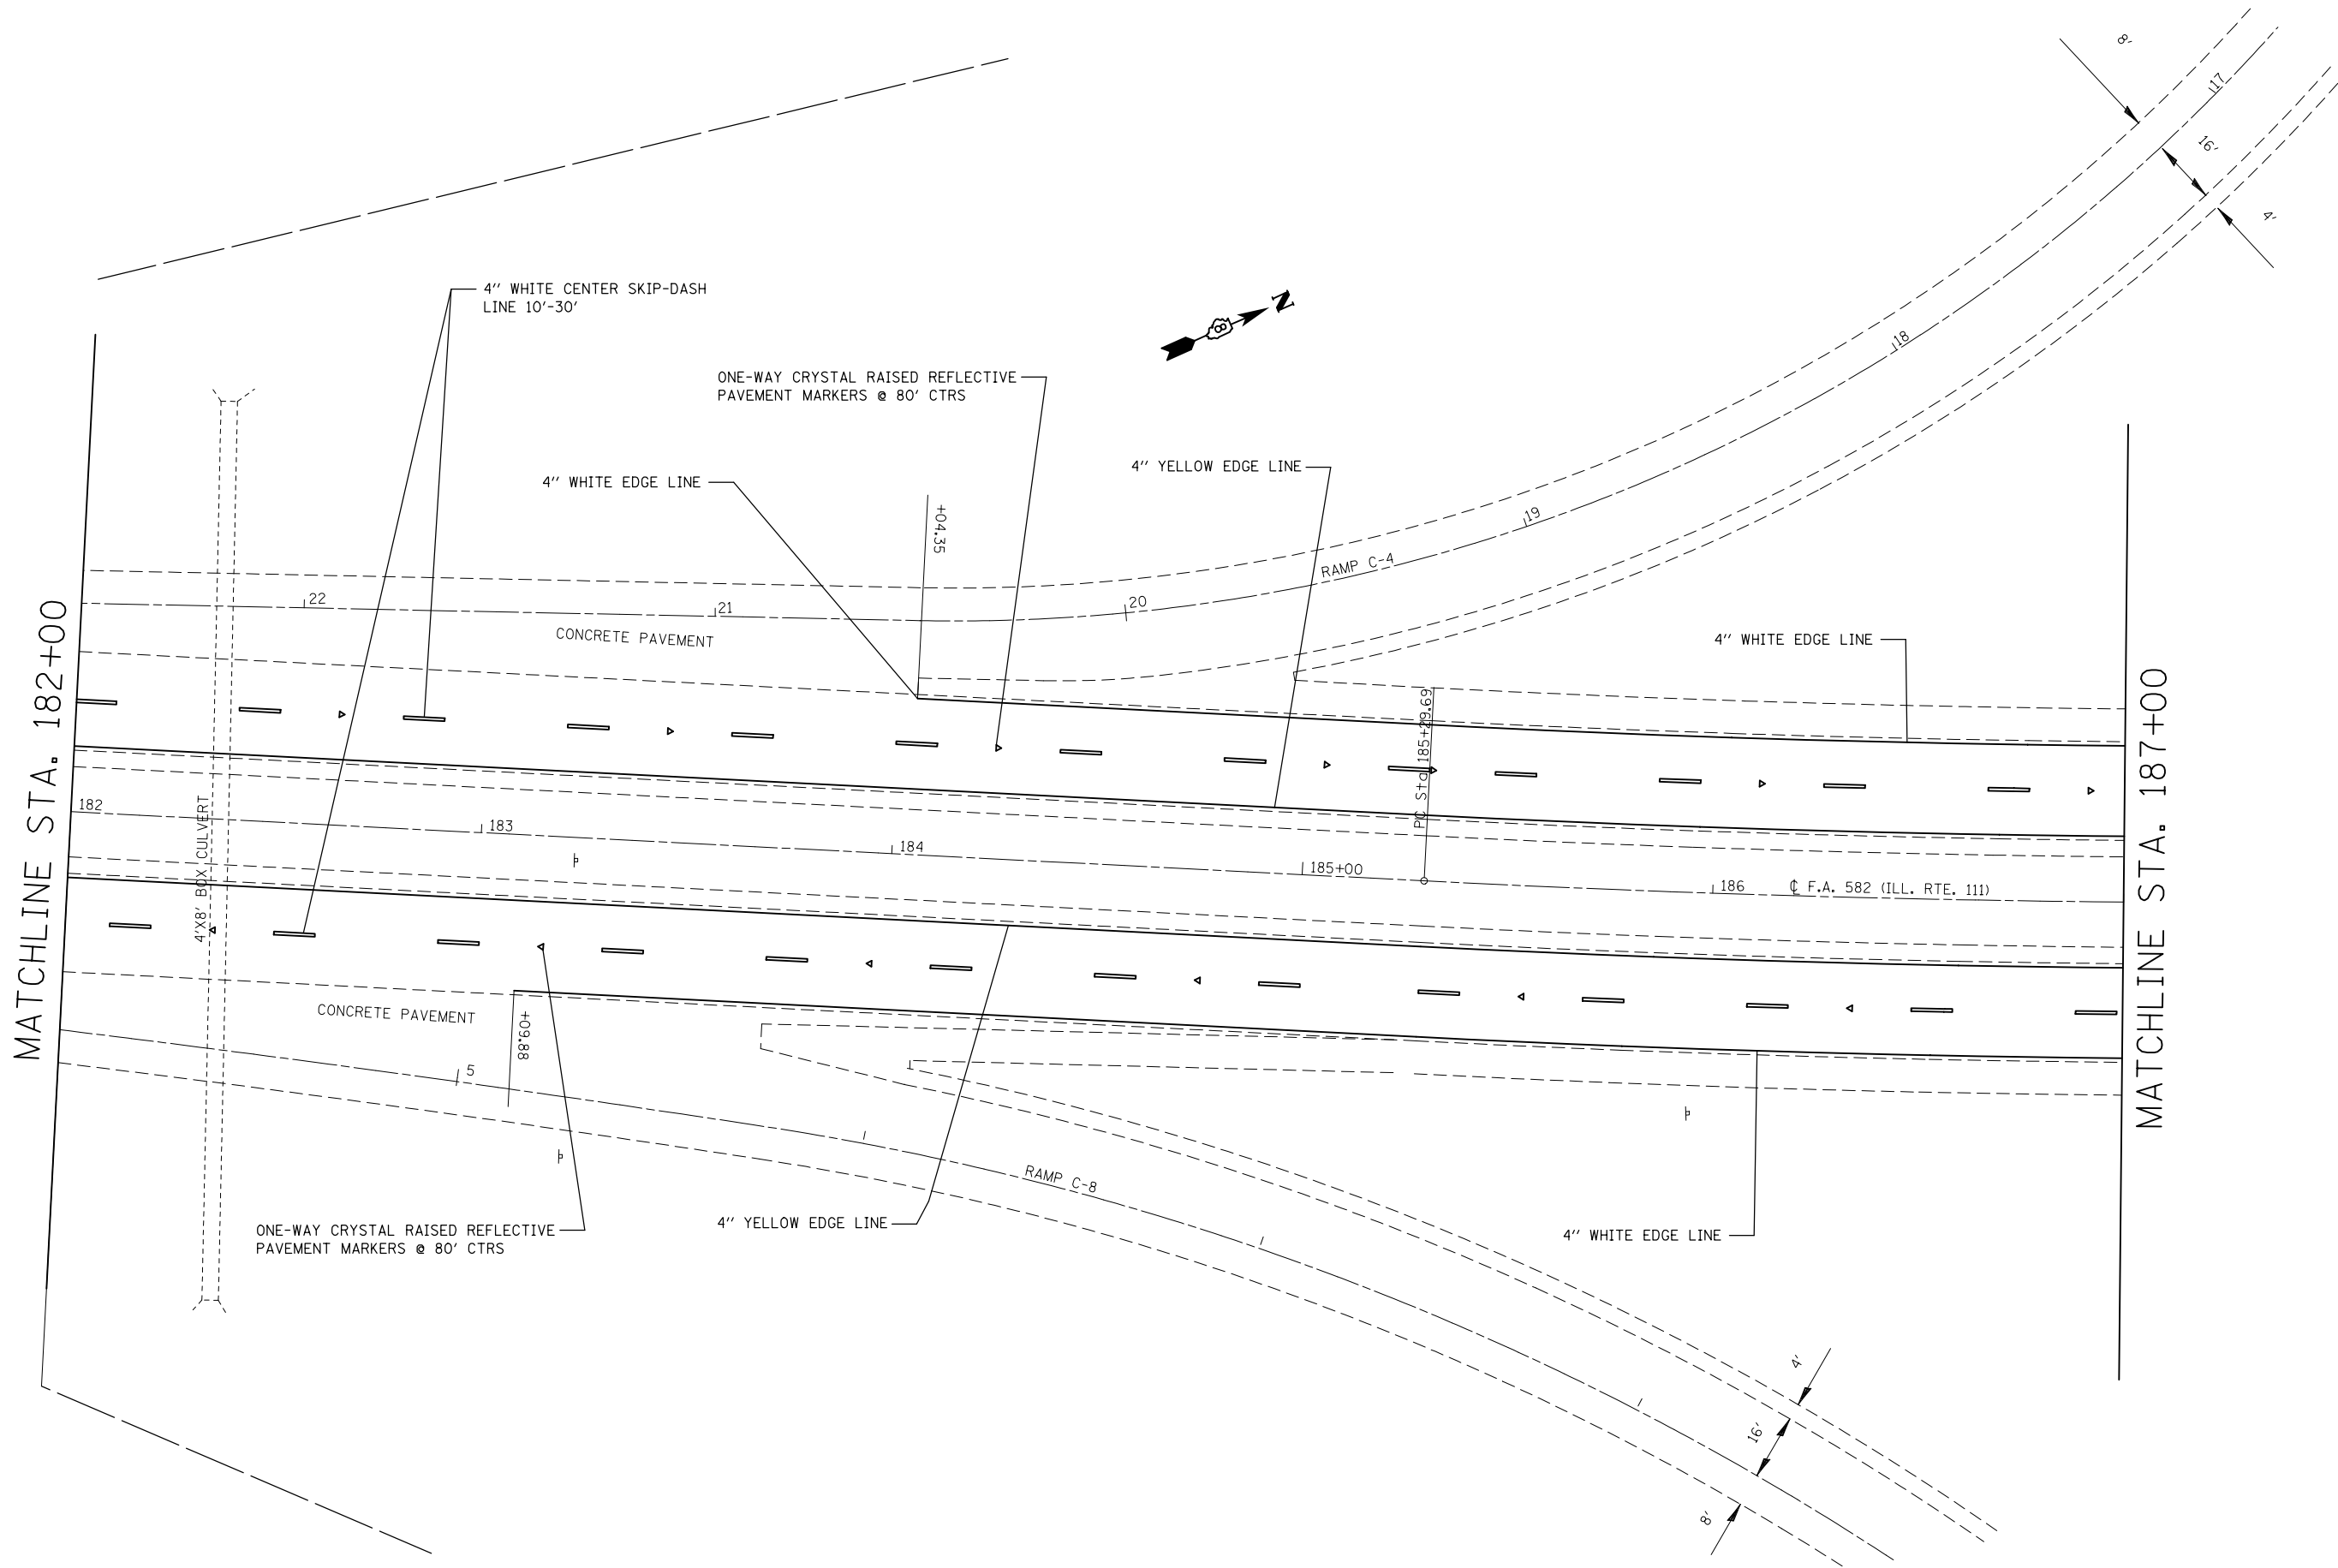 8'
17
16'
4'
N
8
4" WHITE CENTER SKIP-DASH
LINE 10'-30'
18
ONE-WAY CRYSTAL RAISED REFLECTIVE
PAVEMENT MARKERS @ 80' CTRS
4" YELLOW EDGE LINE
4" WHITE EDGE LINE
+04.35
19
RAMP C-4
22
21
20
CONCRETE PAVEMENT
4" WHITE EDGE LINE
MATCHLINE STA. 182+00
MATCHLINE STA. 187+00
PC Sta 185+29.69
182
183
184
185+00
186
℄ F.A. 582 (ILL. RTE. 111)
4'X8' BOX CULVERT
CONCRETE PAVEMENT
+09.88
5
RAMP C-8
ONE-WAY CRYSTAL RAISED REFLECTIVE
PAVEMENT MARKERS @ 80' CTRS
4" YELLOW EDGE LINE
4" WHITE EDGE LINE
4'
16'
8'